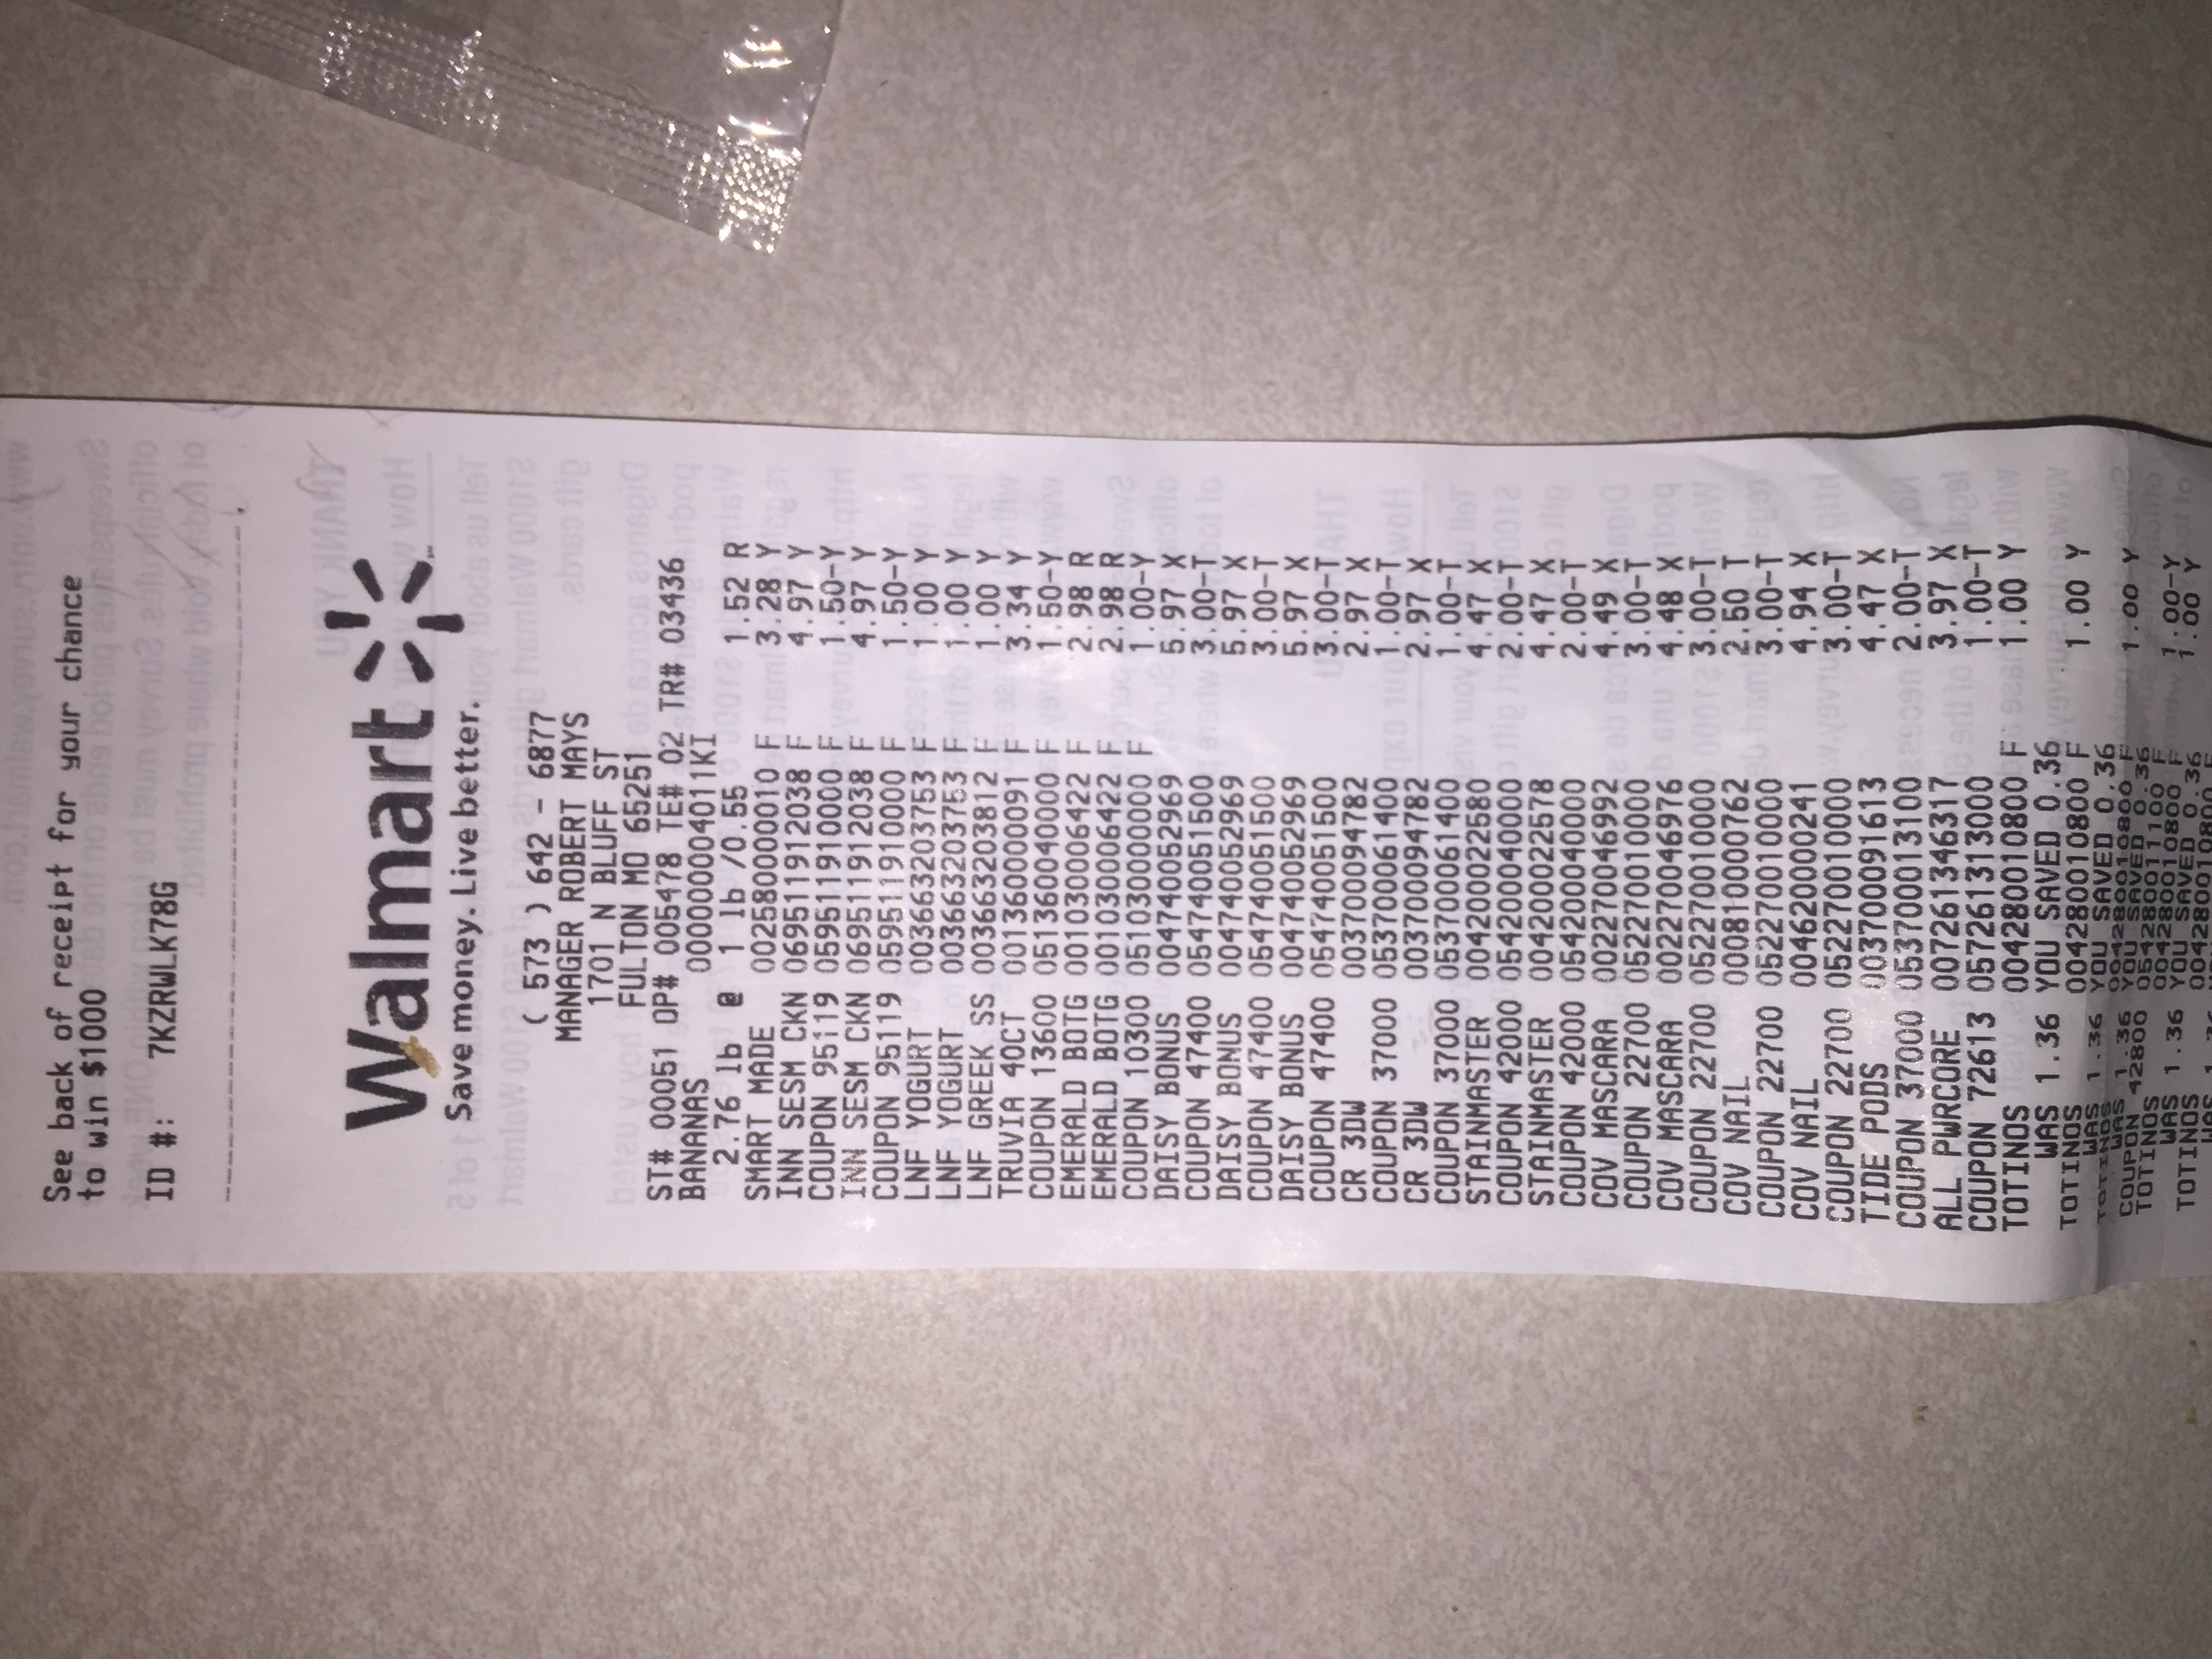 See back of receipt for your chance
to win $1000
ID #: 7KZRWLK78G
Walmart
Save money. Live better.
( 573 ) 642 - 6877
MANAGER ROBERT MAYS
1701 N BLUFF ST
FULTON MO 65251
ST# 00051 OP# 005478 TE# 02 TR# 03436
BANANAS 000000004011KI
2.76 lb @ 1 lb /0.55 1.52 R
SMART MADE 002580000010 F 3.28 Y
INN SESM CKN 069511912038 F 4.97 Y
COUPON 95119 059511910000 F 1.50-Y
INN SESM CKN 069511912038 F 4.97 Y
COUPON 95119 059511910000 F 1.50-Y
LNF YOGURT 003663203753 F 1.00 Y
LNF YOGURT 003663203753 F 1.00 Y
LNF GREEK SS 003663203812 F 1.00 Y
TRUVIA 40CT 001360000091 F 3.34 Y
COUPON 13600 051360040000 F 1.50-Y
EMERALD BOTG 001030006422 F 2.98 R
EMERALD BOTG 001030006422 F 2.98 R
COUPON 10300 051030000000 F 1.00-Y
DAISY BONUS 004740052969 5.97 X
COUPON 47400 054740051500 3.00-T
DAISY BONUS 004740052969 5.97 X
COUPON 47400 054740051500 3.00-T
DAISY BONUS 004740052969 5.97 X
COUPON 47400 054740051500 3.00-T
CR 3DW 003700094782 2.97 X
COUPON 37000 053700061400 1.00-T
CR 3DW 003700094782 2.97 X
COUPON 37000 053700061400 1.00-T
STAINMASTER 004200022580 4.47 X
COUPON 42000 054200040000 2.00-T
STAINMASTER 004200022578 4.47 X
COUPON 42000 054200040000 2.00-T
COV MASCARA 002270046992 4.49 X
COUPON 22700 052270010000 3.00-T
COV MASCARA 002270046976 4.48 X
COUPON 22700 052270010000 3.00-T
COV NAIL 000810000762 2.50 T
COUPON 22700 052270010000 3.00-T
COV NAIL 004620000241 4.94 X
COUPON 22700 052270010000 3.00-T
TIDE PODS 003700091613 4.47 X
COUPON 37000 053700013100 2.00-T
ALL PWRCORE 007261346317 3.97 X
COUPON 72613 057261313000 1.00-T
TOTINOS 004280010800 F 1.00 Y
WAS 1.36 YOU SAVED 0.36
TOTINOS 004280010800 F 1.00 Y
WAS 1.36 YOU SAVED 0.36
TOTINOS 004280010800 F 1.00 Y
WAS 1.36 YOU SAVED 0.36
COUPON 42800 054280011100 F 1.00-Y
TOTINOS 004280010800 F 1.00 Y
WAS 1.36 YOU SAVED 0.36
TOTINOS 004280010800 F
WAS 1.36